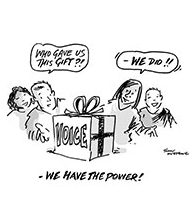 WHO GAVE US
THIS GIFT?!
- WE DID!!
VOICE
- WE HAVE THE POWER!